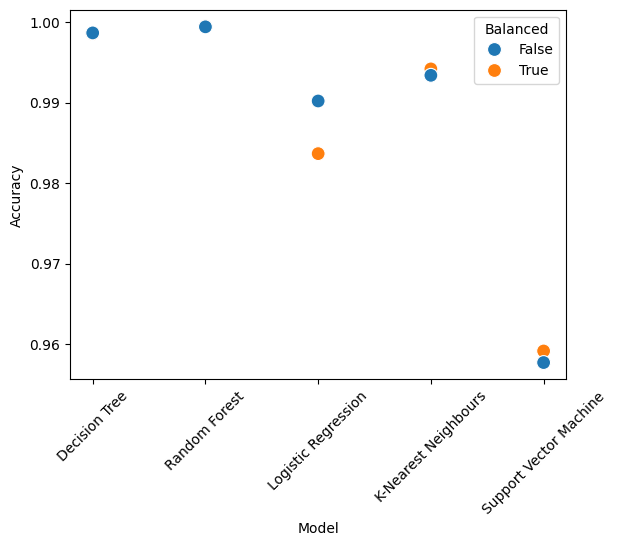 1.00
0.99
0.98
0.97
0.96
Accuracy
Balanced
False
True
Decision Tree
Random Forest
Logistic Regression
K-Nearest Neighbours
Support Vector Machine
Model